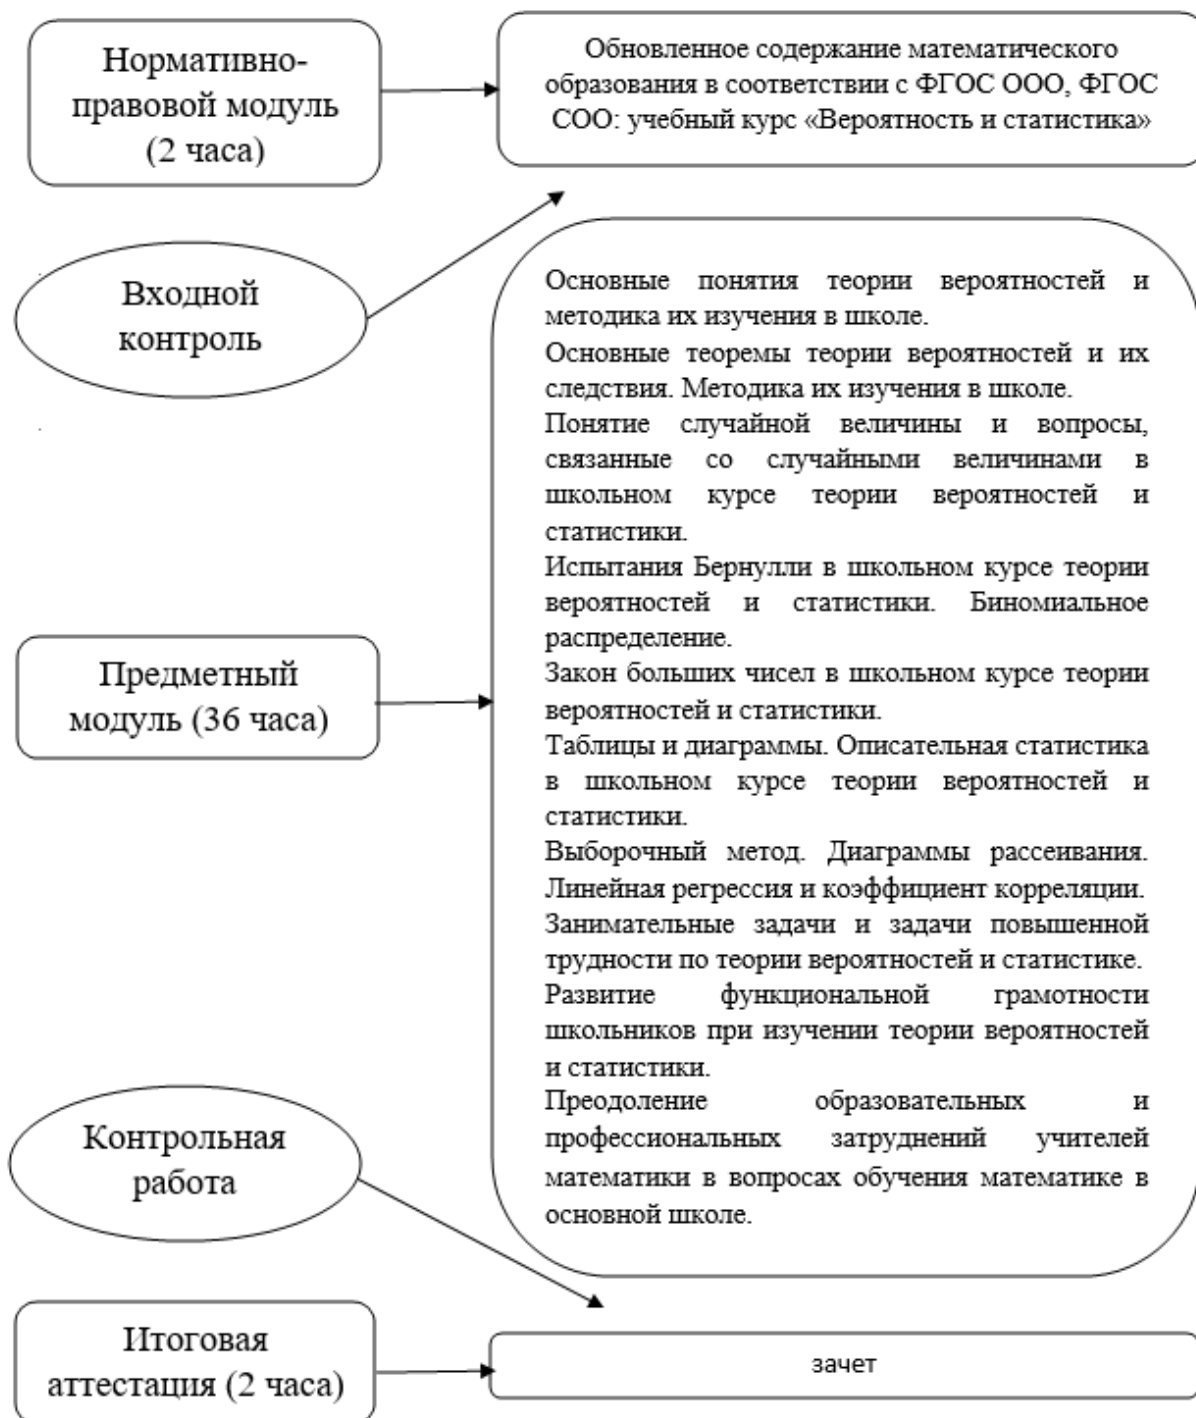 Нормативно-
правовой модуль
(2 часа)
Обновленное содержание математического
образования в соответствии с ФГОС ООО, ФГОС
СОО: учебный курс «Вероятность и статистика»
Входной
контроль
Основные понятия теории вероятностей и
методика их изучения в школе.
Основные теоремы теории вероятностей и их
следствия. Методика их изучения в школе.
Понятие случайной величины и вопросы,
связанные со случайными величинами в
школьном курсе теории вероятностей и
статистики.
Испытания Бернулли в школьном курсе теории
вероятностей и статистики. Биномиальное
распределение.
Закон больших чисел в школьном курсе теории
вероятностей и статистики.
Таблицы и диаграммы. Описательная статистика
в школьном курсе теории вероятностей и
статистики.
Выборочный метод. Диаграммы рассеивания.
Линейная регрессия и коэффициент корреляции.
Занимательные задачи и задачи повышенной
трудности по теории вероятностей и статистике.
Развитие функциональной грамотности
школьников при изучении теории вероятностей
и статистики.
Преодоление образовательных и
профессиональных затруднений учителей
математики в вопросах обучения математике в
основной школе.
Предметный
модуль (36 часа)
Контрольная
работа
Итоговая
аттестация (2 часа)
зачет